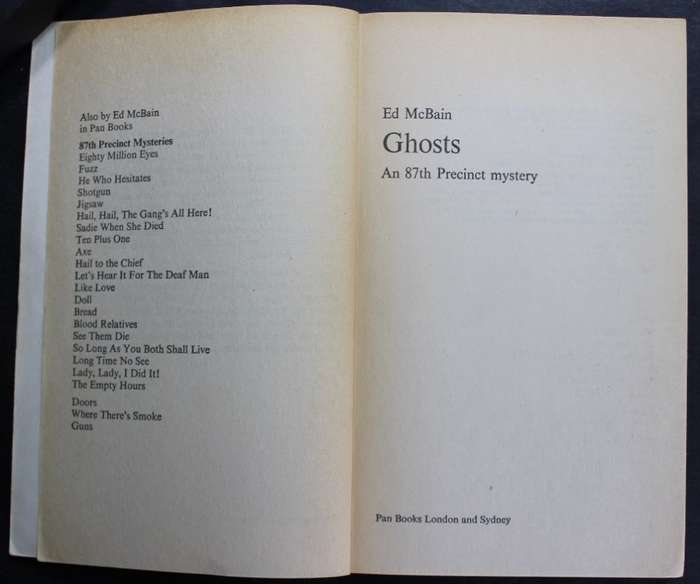 Also by Ed McBain
in Pan Books
87th Precinct Mysteries
Eighty Million Eyes
Fuzz
He Who Hesitates
Shotgun
Jigsaw
Hail, Hail, The Gang's All Here!
Sadie When She Died
Ten Plus One
Axe
Hail to the Chief
Let's Hear It For The Deaf Man
Like Love
Doll
Bread
Blood Relatives
See Them Die
So Long As You Both Shall Live
Long Time No See
Lady, Lady, I Did It!
The Empty Hours
Doors
Where There's Smoke
Guns
Ed McBain
Ghosts
An 87th Precinct mystery
Pan Books London and Sydney